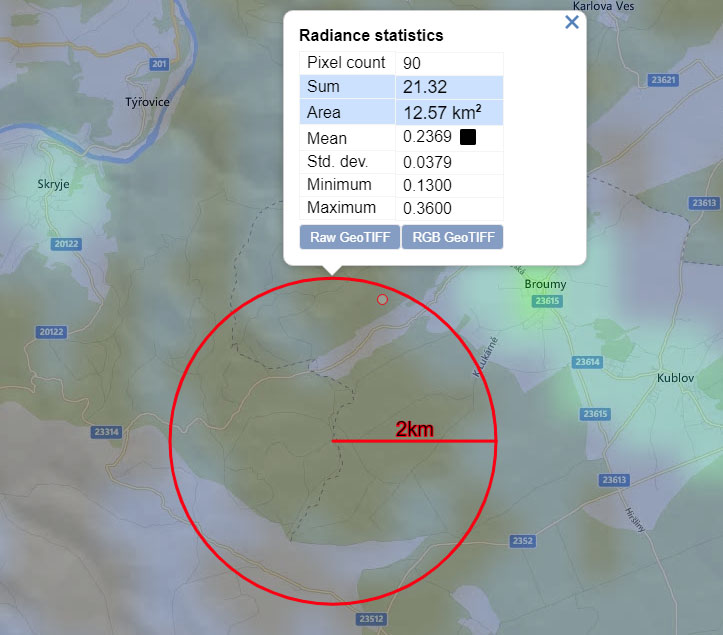 Karlova Ves
Radiance statistics
Pixel count 90
Sum 21.32
Area 12.57 km²
Mean 0.2369
Std. dev. 0.0379
Minimum 0.1300
Maximum 0.3600
Raw GeoTIFF RGB GeoTIFF
201
23621
Týřovice
Skryje
23613
20122
Broumy
23615
20122
23614
Kublov
23615
2km
23314
23613
Hiršliny
2352
23512